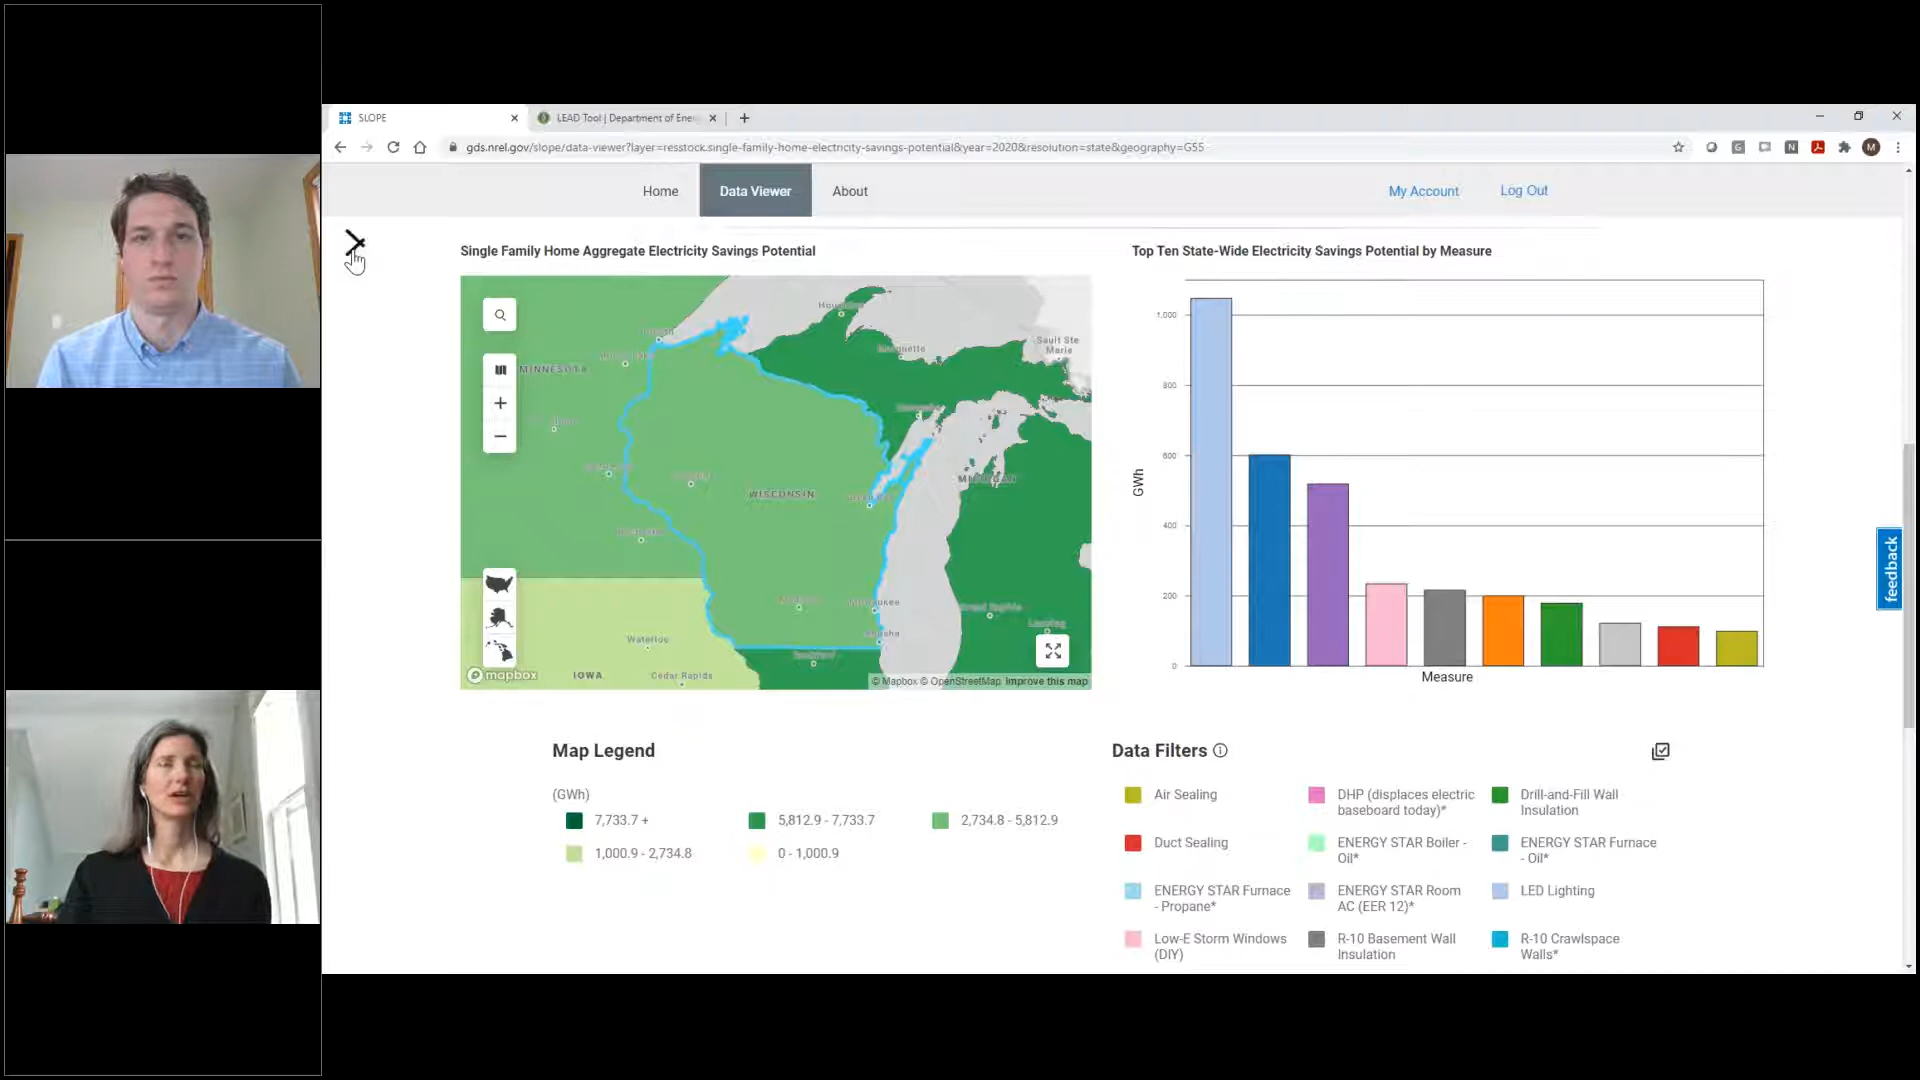 SLOPE
LEAD Tool | Department of Ener
gds.nrel.gov/slope/data-viewer?layer=resstock.single-family-home-electricity-savings-potential&year=2020&resolution=state&geography=G55
Home
Data Viewer
About
My Account
Log Out
Single Family Home Aggregate Electricity Savings Potential
MINNESOTA
WISCONSIN
MICHIGAN
Sault Ste
Marie
Waterloo
IOWA
Cedar Rapids
mapbox
© Mapbox © OpenStreetMap Improve this map
Top Ten State-Wide Electricity Savings Potential by Measure
1,000
800
600
400
200
0
GWh
Measure
feedback
Map Legend
(GWh)
7,733.7 +
5,812.9 - 7,733.7
2,734.8 - 5,812.9
1,000.9 - 2,734.8
0 - 1,000.9
Data Filters
Air Sealing
DHP (displaces electric
baseboard today)*
Drill-and-Fill Wall
Insulation
Duct Sealing
ENERGY STAR Boiler -
Oil*
ENERGY STAR Furnace
- Oil*
ENERGY STAR Furnace
- Propane*
ENERGY STAR Room
AC (EER 12)*
LED Lighting
Low-E Storm Windows
(DIY)
R-10 Basement Wall
Insulation
R-10 Crawlspace
Walls*